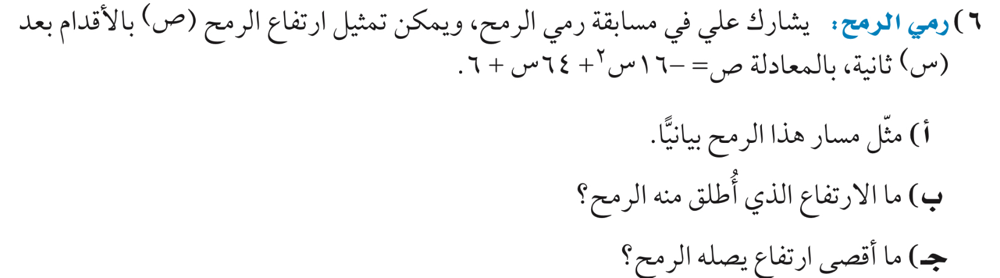 ٦) رمي الرمح: يشارك علي في مسابقة رمي الرمح، ويمكن تمثيل ارتفاع الرمح (ص) بالأقدام بعد
(س) ثانية، بالمعادلة ص= –١٦س٢+ ٦٤س + ٦.
أ) مثّل مسار هذا الرمح بيانيًّا.
ب) ما الارتفاع الذي أُطلق منه الرمح؟
جـ) ما أقصى ارتفاع يصله الرمح؟